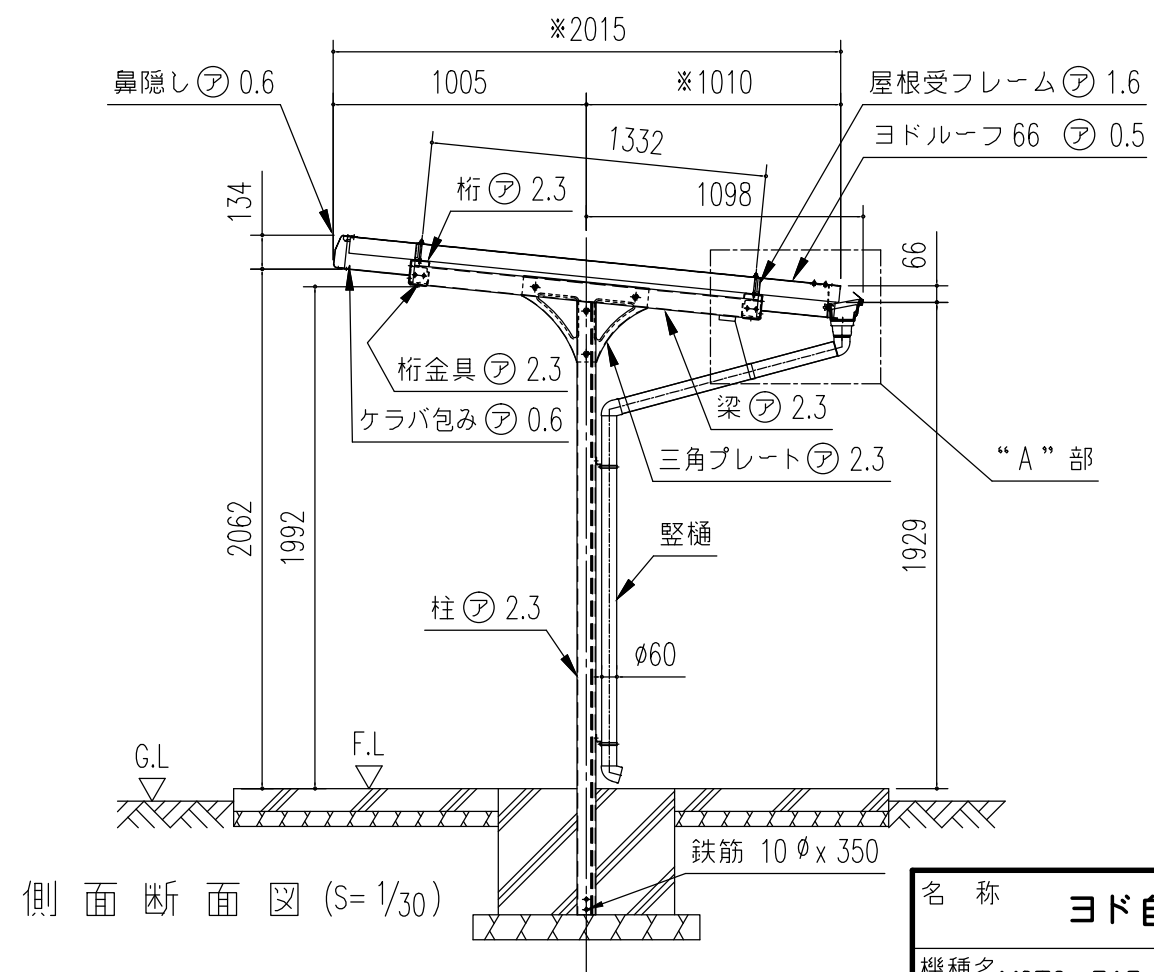 ※2015
鼻隠し ㋐ 0.6
1005
※1010
屋根受フレーム ㋐ 1.6
ヨドルーフ66 ㋐ 0.5
1332
桁 ㋐ 2.3
1098
134
66
桁金具 ㋐ 2.3
ケラバ包み ㋐ 0.6
梁 ㋐ 2.3
三角プレート ㋐ 2.3
“A”部
2062
1992
1929
竪樋
柱 ㋐ 2.3
φ60
G.L
F.L
鉄筋 10φx350
側面断面図 (S=1/30)
名称
ヨド
機種名